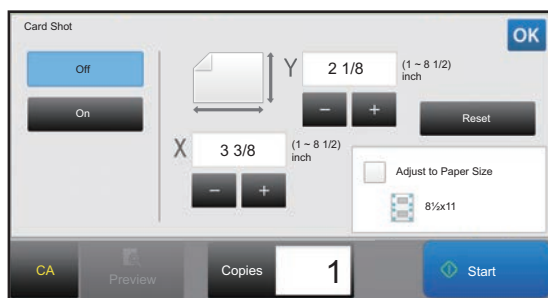 Card Shot
OK
Off
On
Y
2 1/8
(1 ~ 8 1/2)
inch
-
+
Reset
X
3 3/8
(1 ~ 8 1/2)
inch
-
+
Adjust to Paper Size
8½x11
CA
Preview
Copies
1
Start